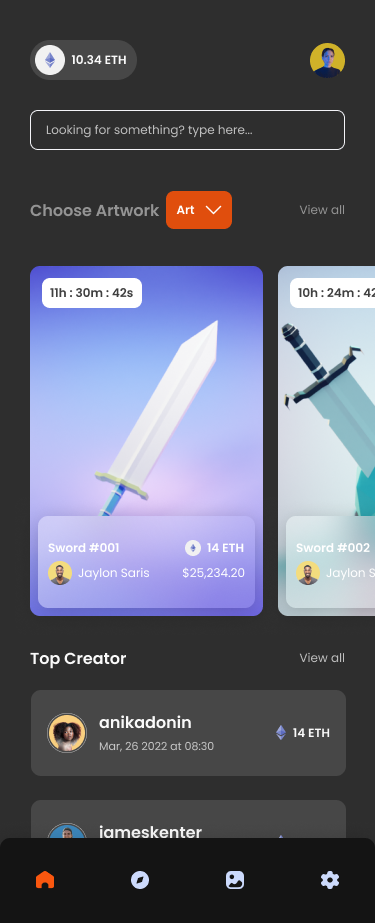 10.34 ETH
Looking for something? type here...
Choose Artwork Art View all
11h : 30m : 42s 10h : 24m : 42
Sword #001 14 ETH Sword #002
Jaylon Saris $25,234.20 Jaylon S
Top Creator View all
anikadonin
14 ETH
Mar, 26 2022 at 08:30
jameskenter